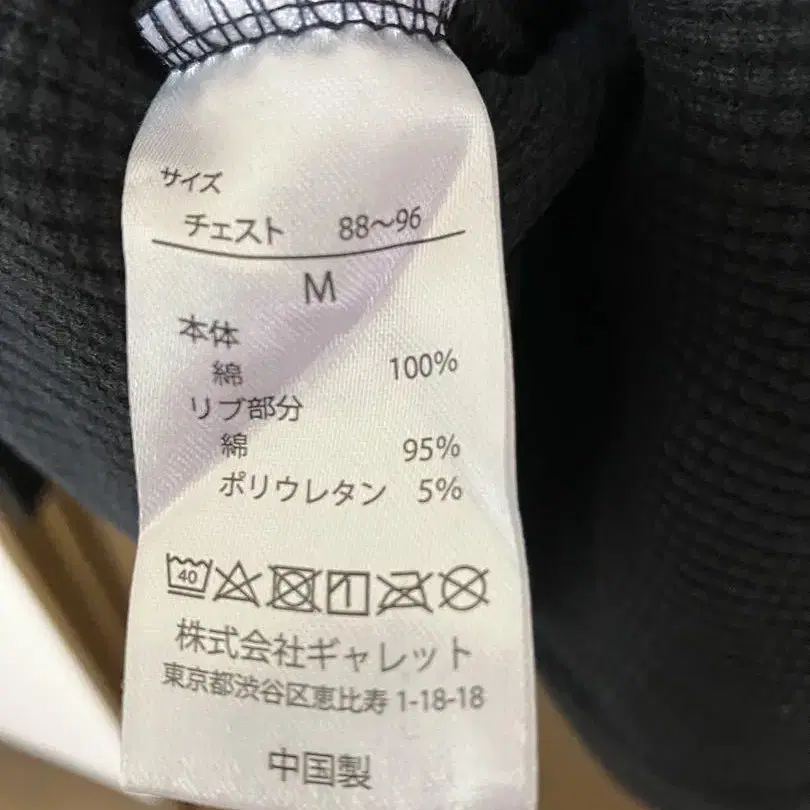 サイズ
チェスト 88～96
M
本体
綿 100%
リブ部分
綿 95%
ポリウレタン 5%
40
株式会社ギャレット
東京都渋谷区恵比寿 1-18-18
中国製